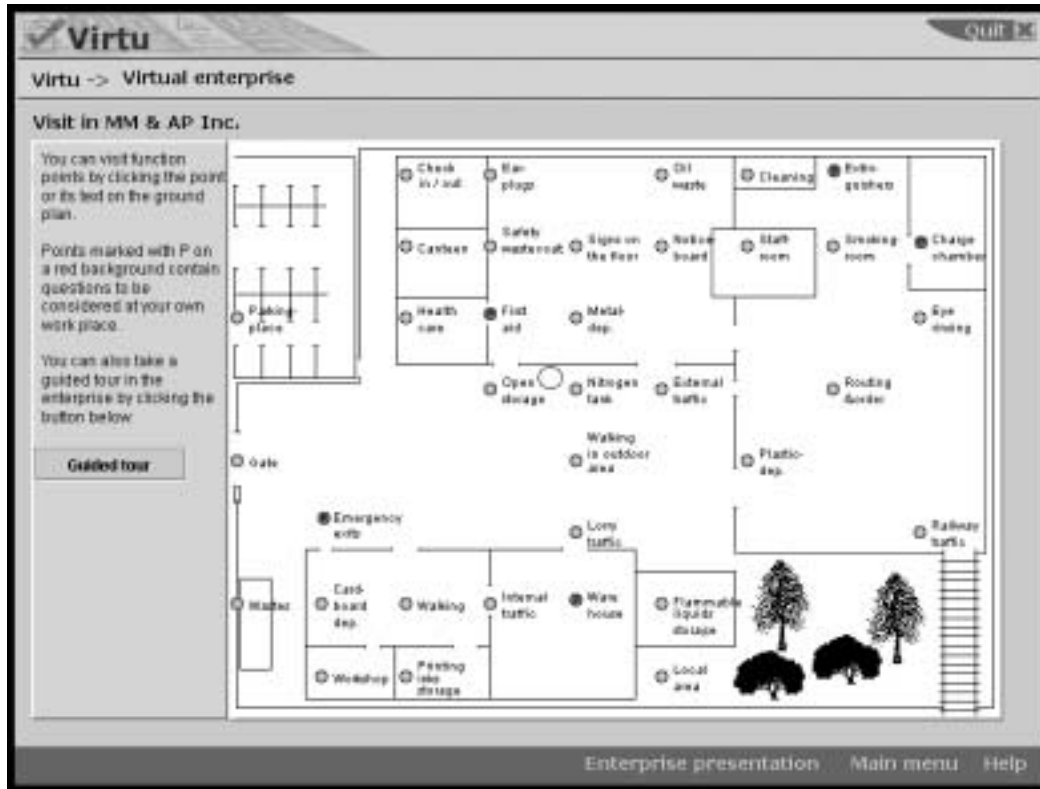 Virtu
Quit
Virtu -> Virtual enterprise
Visit in MM & AP Inc.
You can visit function
points by clicking the point
or its text on the ground
plan.
Points marked with P on
a red background contain
questions to be
considered at your own
work place.
You can also take a
guided tour in the
enterprise by clicking the
button below
Guided tour
Check
in / out
Ear-
plugs
Oil
waste
Cleaning
Extin-
guishers
Canteen
Safety
waistcoat
Signs on
the floor
Notice
board
Staff
room
Smoking-
room
Charge
chamber
Parking-
place
Health
care
First
aid
Metal-
dep.
Eye
rinsing
Open
storage
Nitrogen
tank
External
traffic
Routing
&order
Gate
Walking
in outdoor
area
Plastic-
dep.
Emergency
exits
Lorry
traffic
Railway
traffic
Wastes
Card-
board
dep.
Walking
Internal
traffic
Ware
house
Flammable
liquids
storage
Workshop
Printing
inks
storage
Local
area
Enterprise presentation
Main menu
Help